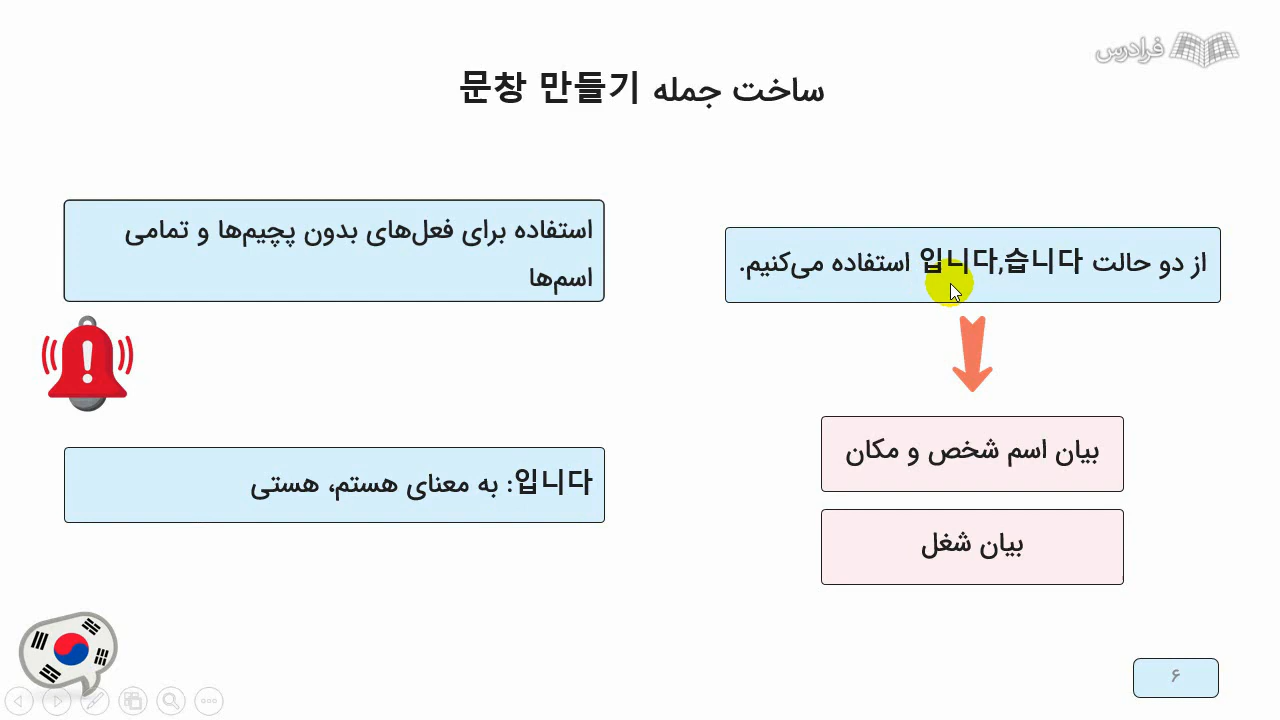 فرادرس
ساخت جمله 문창 만들기
از دو حالت 입니다,습니다 استفاده می‌کنیم.
بیان اسم شخص و مکان
بیان شغل
استفاده برای فعل‌های بدون پچیم‌ها و تمامی
اسم‌ها
입니다: به معنای هستم، هستی
۶